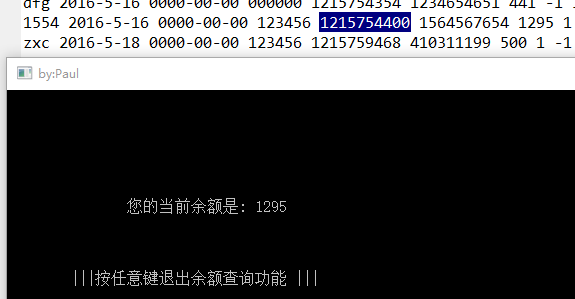 dfg 2016-5-16 0000-00-00 000000 1215754354 1234654651 441 -1
1554 2016-5-16 0000-00-00 123456 1215754400 1564567654 1295 1
zxc 2016-5-18 0000-00-00 123456 1215759468 410311199 500 1 -1
by:Paul
您的当前余额是: 1295
|||按任意键退出余额查询功能 |||